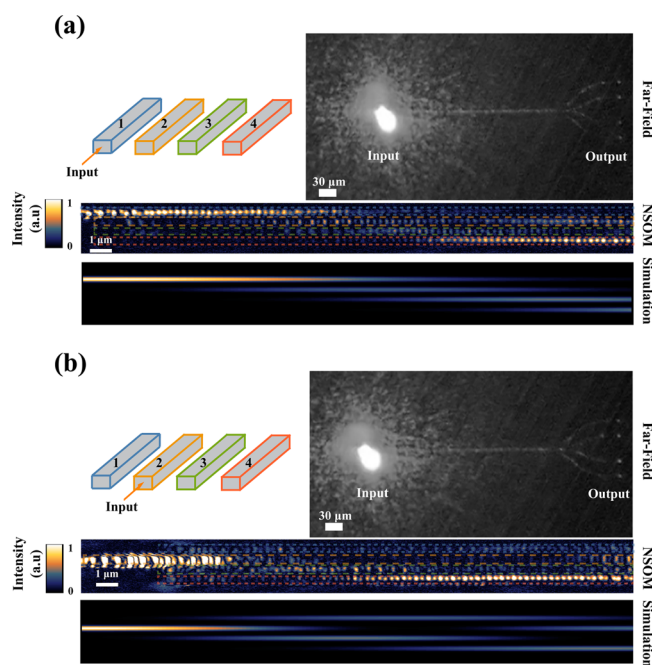 (a)
1
2
3
4
Input
Input
Output
30 μm
Far-Field
Intensity
(a.u)
1
0
1 μm
NSOM
Simulation
(b)
1
2
3
4
Input
Input
Output
30 μm
Far-Field
Intensity
(a.u)
1
0
1 μm
NSOM
Simulation